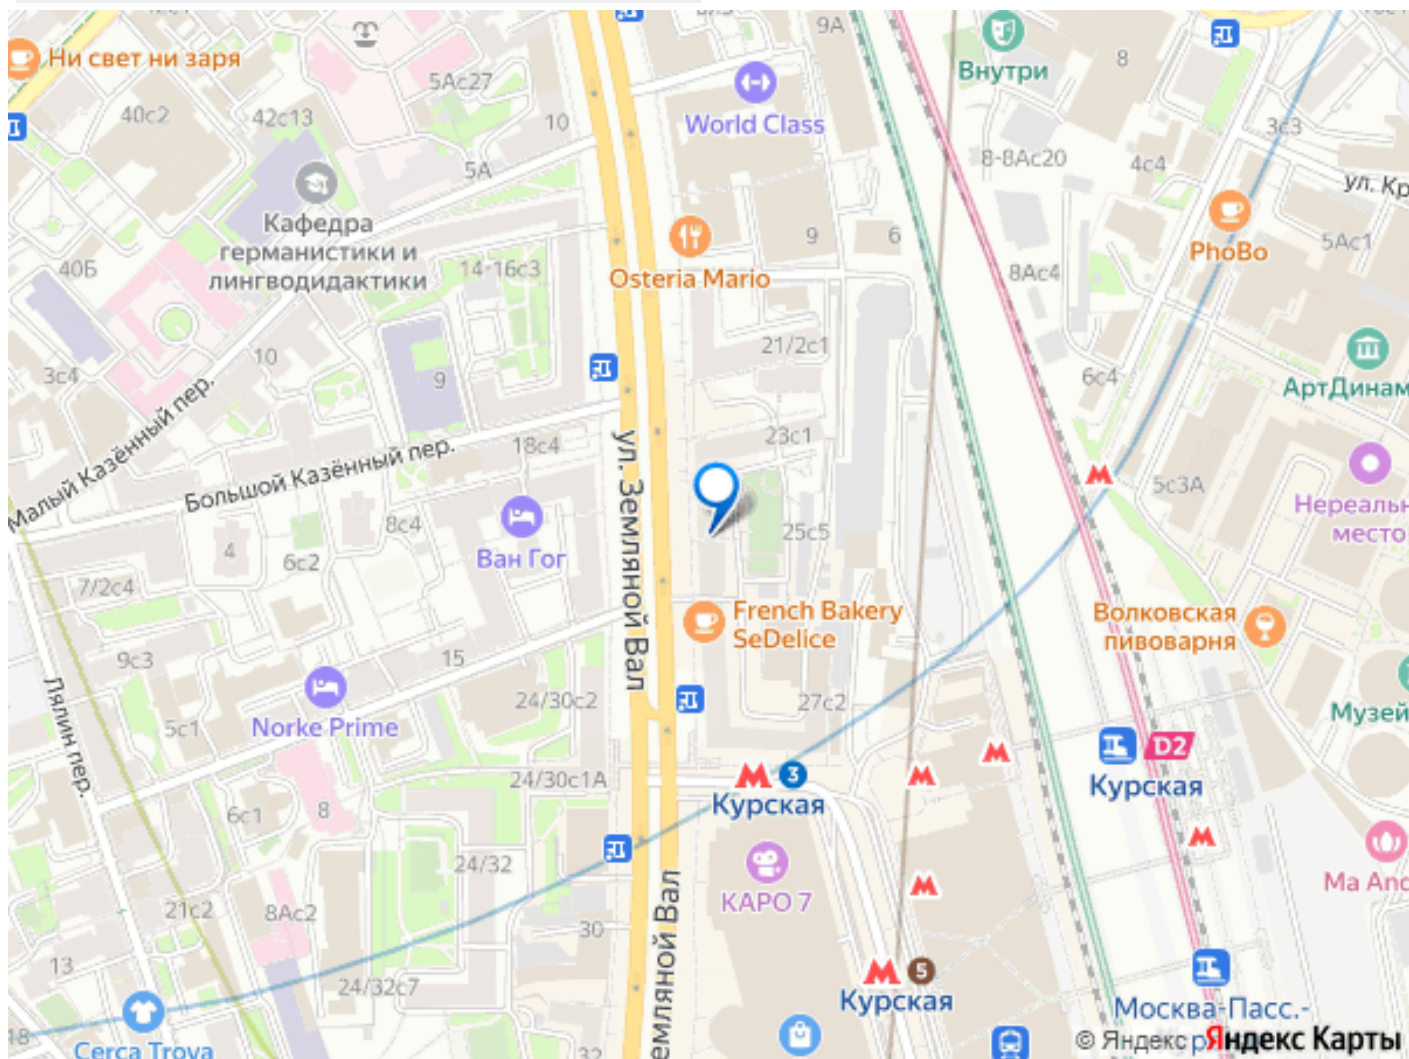 9А
Внутри
8
Ни свет ни заря
5Ас27
40с2
42с13
10
World Class
3с3
8-8Ас20
4с4
5А
ул. Кр
Кафедра
германистики и
лингводидактики
Osteria Mario
9
6
PhoBo
5Ас1
40Б
14-16с3
8Ас4
21/2с1
10
3с4
9
6с4
АртДинам
Малый Казённый пер.
Большой Казённый пер.
18с4
ул. Земляной Вал
23с1
5с3А
Нереальн
место
8с4
4
6с2
Ван Гог
25с5
7/2с4
French Bakery
SeDelice
Волковская
пивоварня
9с3
15
Лялин пер.
5с1
Norke Prime
24/30с2
27с2
Музей
D2
Курская
24/30с1А
3
Курская
6с1
8
24/32
КАРО 7
Ma And
21с2
8Ас2
30
емляной Вал
13
24/32с7
5
Курская
Москва-Пасс.-
18
Cerca Trova
32
© Яндекс
Яндекс Карты